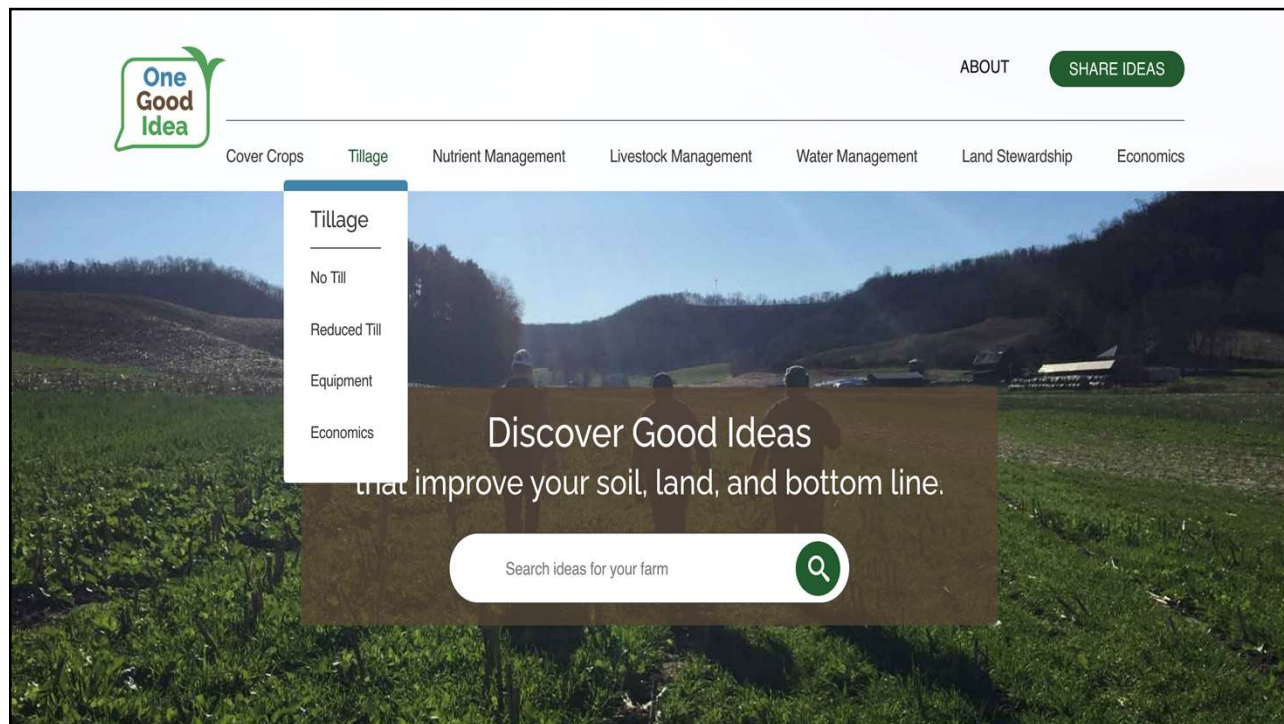 One
Good
Idea
ABOUT
SHARE IDEAS
Cover Crops
Tillage
Nutrient Management
Livestock Management
Water Management
Land Stewardship
Economics
Tillage
No Till
Reduced Till
Equipment
Economics
Discover Good Ideas
that improve your soil, land, and bottom line.
Search ideas for your farm